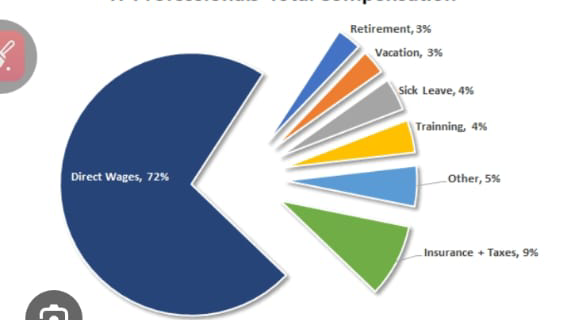 Retirement, 3%
Vacation, 3%
Sick Leave, 4%
Trainning, 4%
Direct Wages, 72%
Other, 5%
Insurance + Taxes, 9%